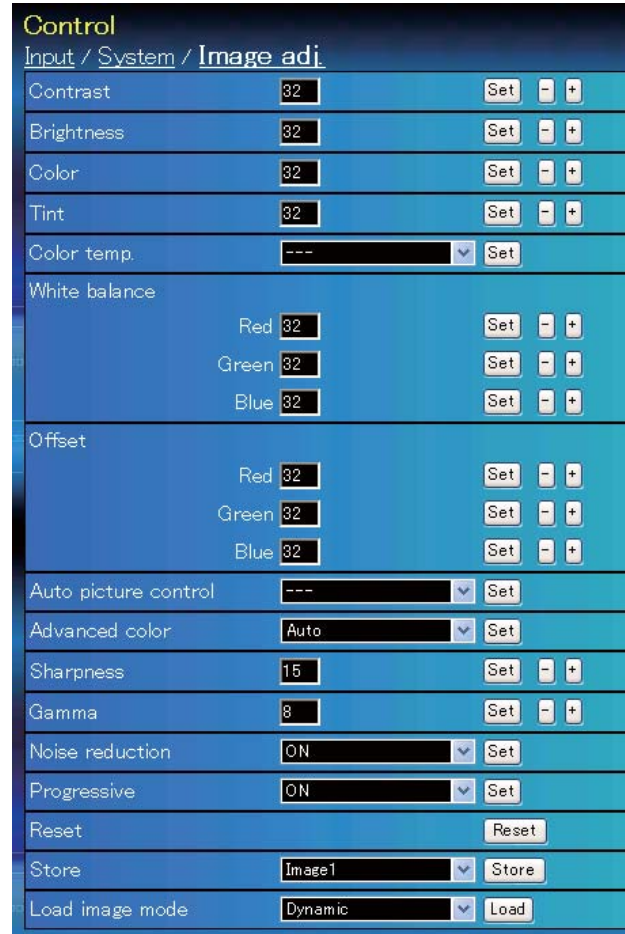 Control
Input / System / Image adj.
Contrast 32 Set - +
Brightness 32 Set - +
Color 32 Set - +
Tint 32 Set - +
Color temp. --- Set
White balance
Red 32 Set - +
Green 32 Set - +
Blue 32 Set - +
Offset
Red 32 Set - +
Green 32 Set - +
Blue 32 Set - +
Auto picture control --- Set
Advanced color Auto Set
Sharpness 15 Set - +
Gamma 8 Set - +
Noise reduction ON Set
Progressive ON Set
Reset Reset
Store Image1 Store
Load image mode Dynamic Load